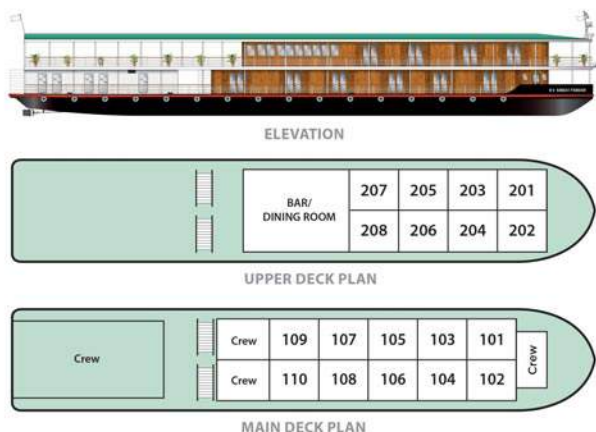 ELEVATION
BAR/
DINING ROOM
207 205 203 201
208 206 204 202
UPPER DECK PLAN
Crew
Crew 109 107 105 103 101
Crew 110 108 106 104 102
Crew
MAIN DECK PLAN